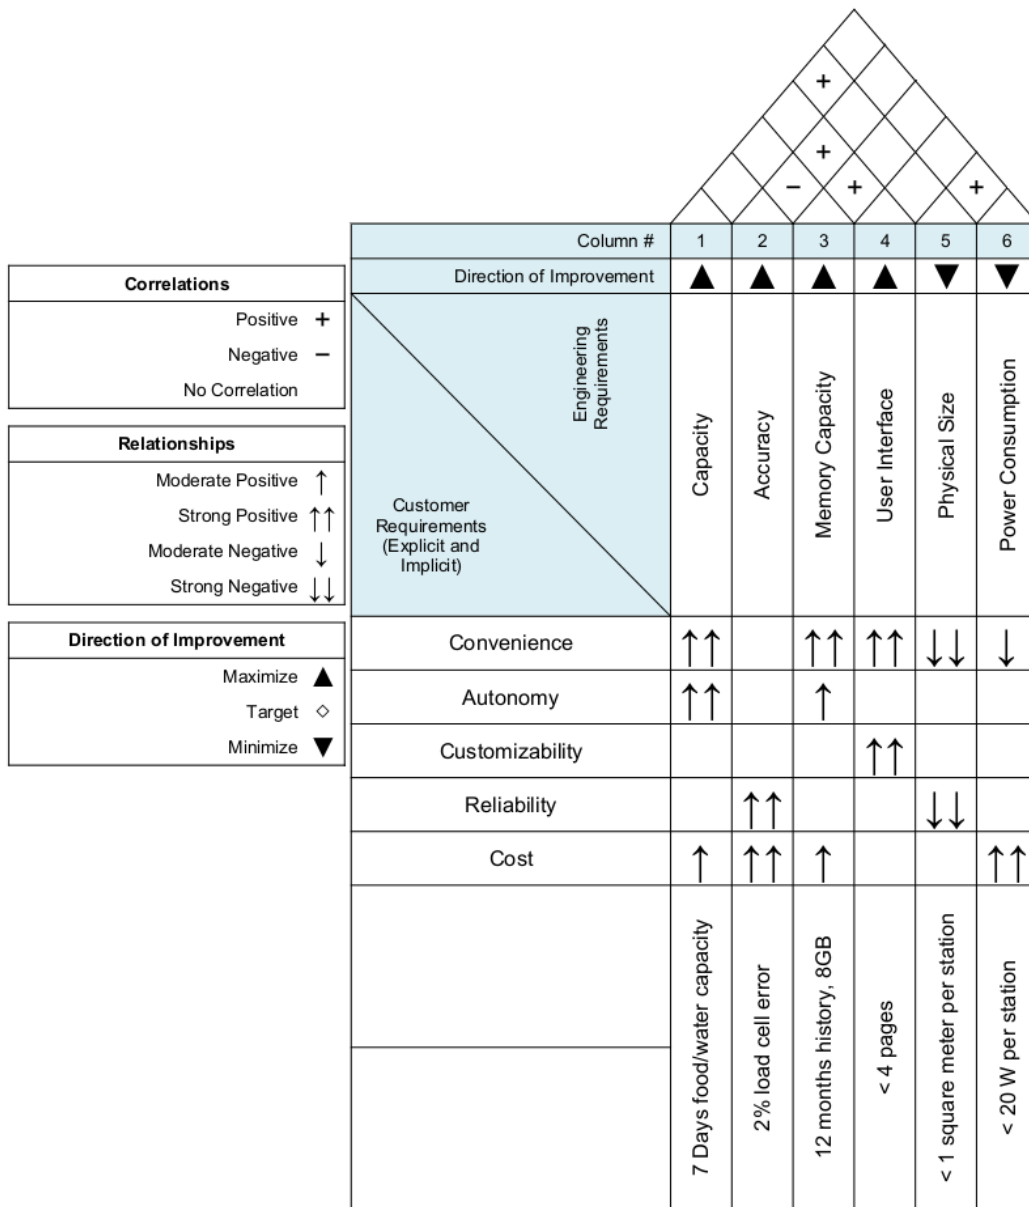 +
+
− + +
Column # 1 2 3 4 5 6
Direction of Improvement ▲ ▲ ▲ ▲ ▼ ▼
Correlations
Positive +
Negative −
No Correlation
Relationships
Moderate Positive ↑
Strong Positive ↑↑
Moderate Negative ↓
Strong Negative ↓↓
Direction of Improvement
Maximize ▲
Target ◇
Minimize ▼
Engineering
Requirements
Customer
Requirements
(Explicit and
Implicit)
Capacity
Accuracy
Memory Capacity
User Interface
Physical Size
Power Consumption
Convenience ↑↑ ↑↑ ↑↑ ↓↓ ↓
Autonomy ↑↑ ↑
Customizability ↑↑
Reliability ↑↑ ↓↓
Cost ↑ ↑↑ ↑ ↑↑
7 Days food/water capacity
2% load cell error
12 months history, 8GB
< 4 pages
< 1 square meter per station
< 20 W per station